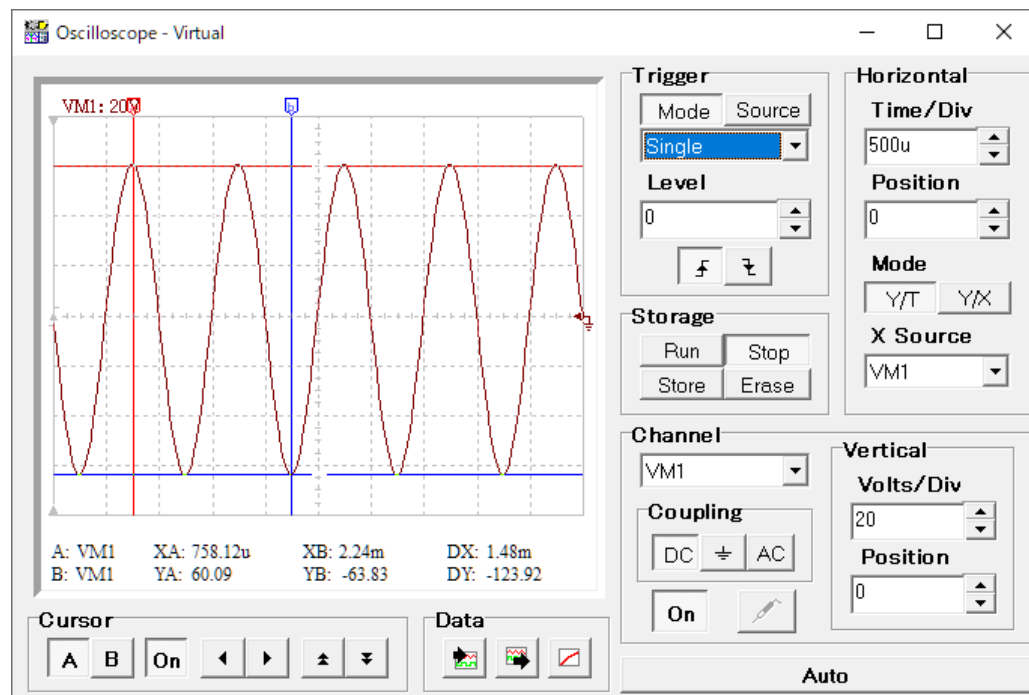 Oscilloscope - Virtual
VM1: 20V
b
A: VM1 XA: 758.12u XB: 2.24m DX: 1.48m
B: VM1 YA: 60.09 YB: -63.83 DY: -123.92
Cursor
A B On
Data
Trigger
Mode Source
Single
Level
0
Storage
Run Stop
Store Erase
Horizontal
Time/Div
500u
Position
0
Mode
Y/T Y/X
X Source
VM1
Channel
VM1
Coupling
DC AC
On
Vertical
Volts/Div
20
Position
0
Auto